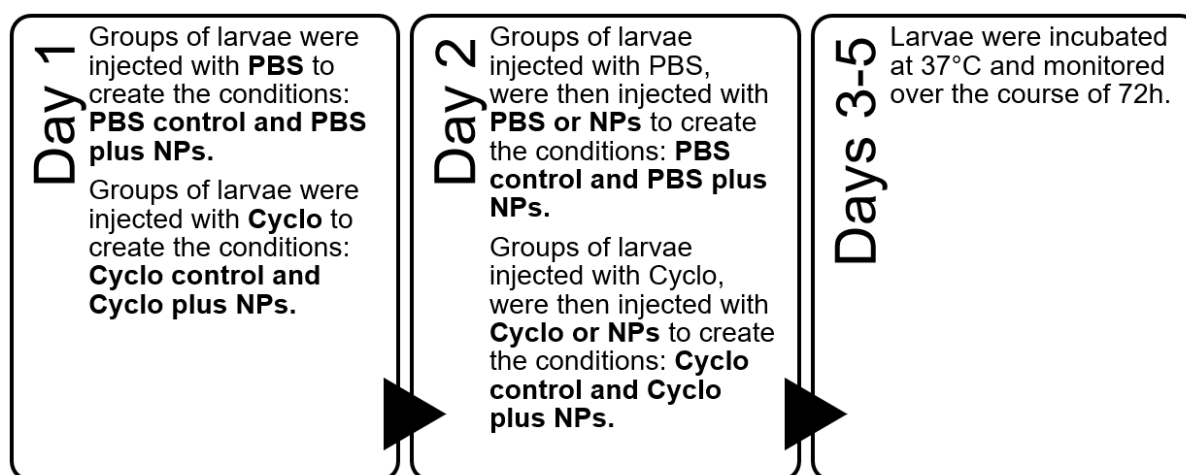 Day 1
Groups of larvae were
injected with PBS to
create the conditions:
PBS control and PBS
plus NPs.
Groups of larvae were
injected with Cyclo to
create the conditions:
Cyclo control and
Cyclo plus NPs.
Day 2
Groups of larvae
injected with PBS,
were then injected with
PBS or NPs to create
the conditions: PBS
control and PBS plus
NPs.
Groups of larvae
injected with Cyclo,
were then injected with
Cyclo or NPs to create
the conditions: Cyclo
control and Cyclo
plus NPs.
Days 3-5
Larvae were incubated
at 37°C and monitored
over the course of 72h.